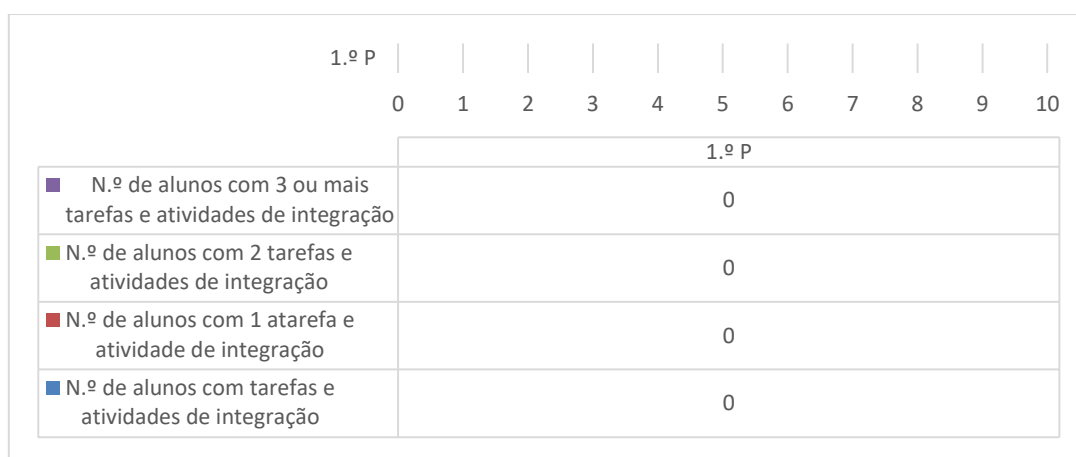 1.º P
0 1 2 3 4 5 6 7 8 9 10
1.º P
N.º de alunos com 3 ou mais
tarefas e atividades de integração
0
N.º de alunos com 2 tarefas e
atividades de integração
0
N.º de alunos com 1 atarefa e
atividade de integração
0
N.º de alunos com tarefas e
atividades de integração
0